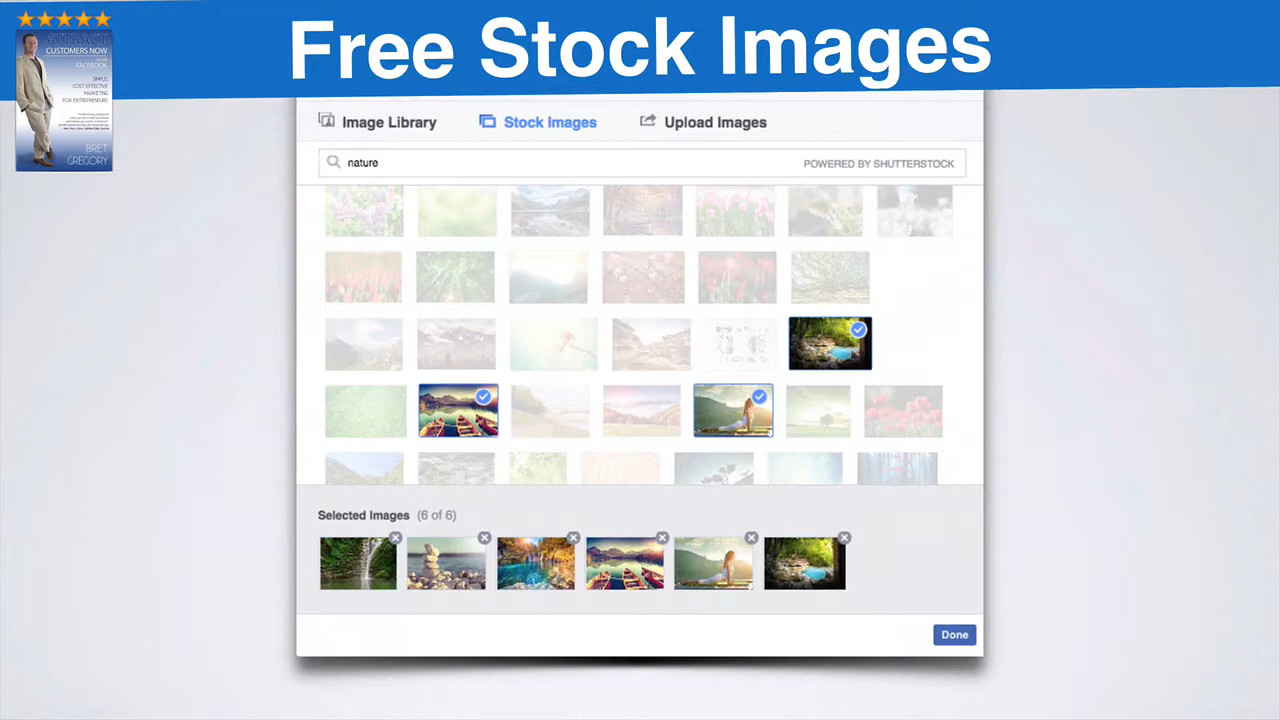 Free Stock Images
ATTRACT
CUSTOMERS NOW
FROM
FACEBOOK
SIMPLE,
COST-EFFECTIVE
MARKETING
FOR ENTREPRENEURS
BRET
GREGORY
Image Library
Stock Images
Upload Images
nature
POWERED BY SHUTTERSTOCK
Selected Images (6 of 6)
Done